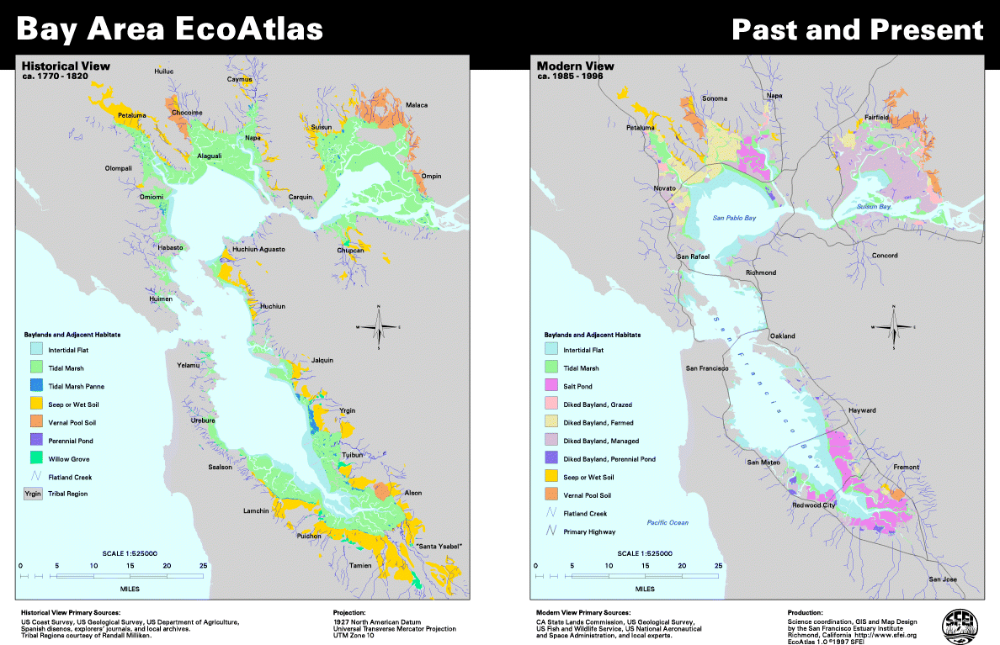 Bay Area EcoAtlas
Past and Present
Historical View
ca. 1770 - 1820
Huiluc
Caymus
Petaluma
Chocoime
Malaca
Suisun
Napa
Alaguali
Olompali
Ompin
Omiomi
Carquin
Habasto
Huchiun Aguasto
Chupcan
Huimen
Huchiun
N
W
E
S
Baylands and Adjacent Habitats
Intertidal Flat
Tidal Marsh
Tidal Marsh Panne
Seep or Wet Soil
Vernal Pool Soil
Perennial Pond
Willow Grove
Flatland Creek
Yrgin Tribal Region
Yelamu
Jalquin
Yrgin
Urebure
Tuibun
Ssalson
Alson
Lamchin
Puichon
"Santa Ysabel"
Tamien
SCALE 1:525000
0 5 10 15 20 25
MILES
Historical View Primary Sources:
US Coast Survey, US Geological Survey, US Department of Agriculture,
Spanish disenos, explorers' journals, and local archives.
Tribal Regions courtesy of Randall Milliken.
Projection:
1927 North American Datum
Universal Transverse Mercator Projection
UTM Zone 10
Modern View
ca. 1985 - 1996
Sonoma
Napa
Petaluma
Fairfield
Novato
Suisun Bay
San Pablo Bay
San Rafael
Concord
Richmond
N
W
E
S
Oakland
San Francisco
San Francisco Bay
Baylands and Adjacent Habitats
Intertidal Flat
Tidal Marsh
Salt Pond
Diked Bayland, Grazed
Diked Bayland, Farmed
Diked Bayland, Managed
Diked Bayland, Perennial Pond
Seep or Wet Soil
Vernal Pool Soil
Flatland Creek
Primary Highway
Hayward
San Mateo
Fremont
Redwood City
Pacific Ocean
San Jose
SCALE 1:525000
0 5 10 15 20 25
MILES
Modern View Primary Sources:
CA State Lands Commission, US Geological Survey,
US Fish and Wildlife Service, US National Aeronautical
and Space Administration, and local experts.
Production:
Science coordination, GIS and Map Design
by the San Francisco Estuary Institute
Richmond, California http://www.sfei.org
EcoAtlas 1.0 ©1997 SFEI